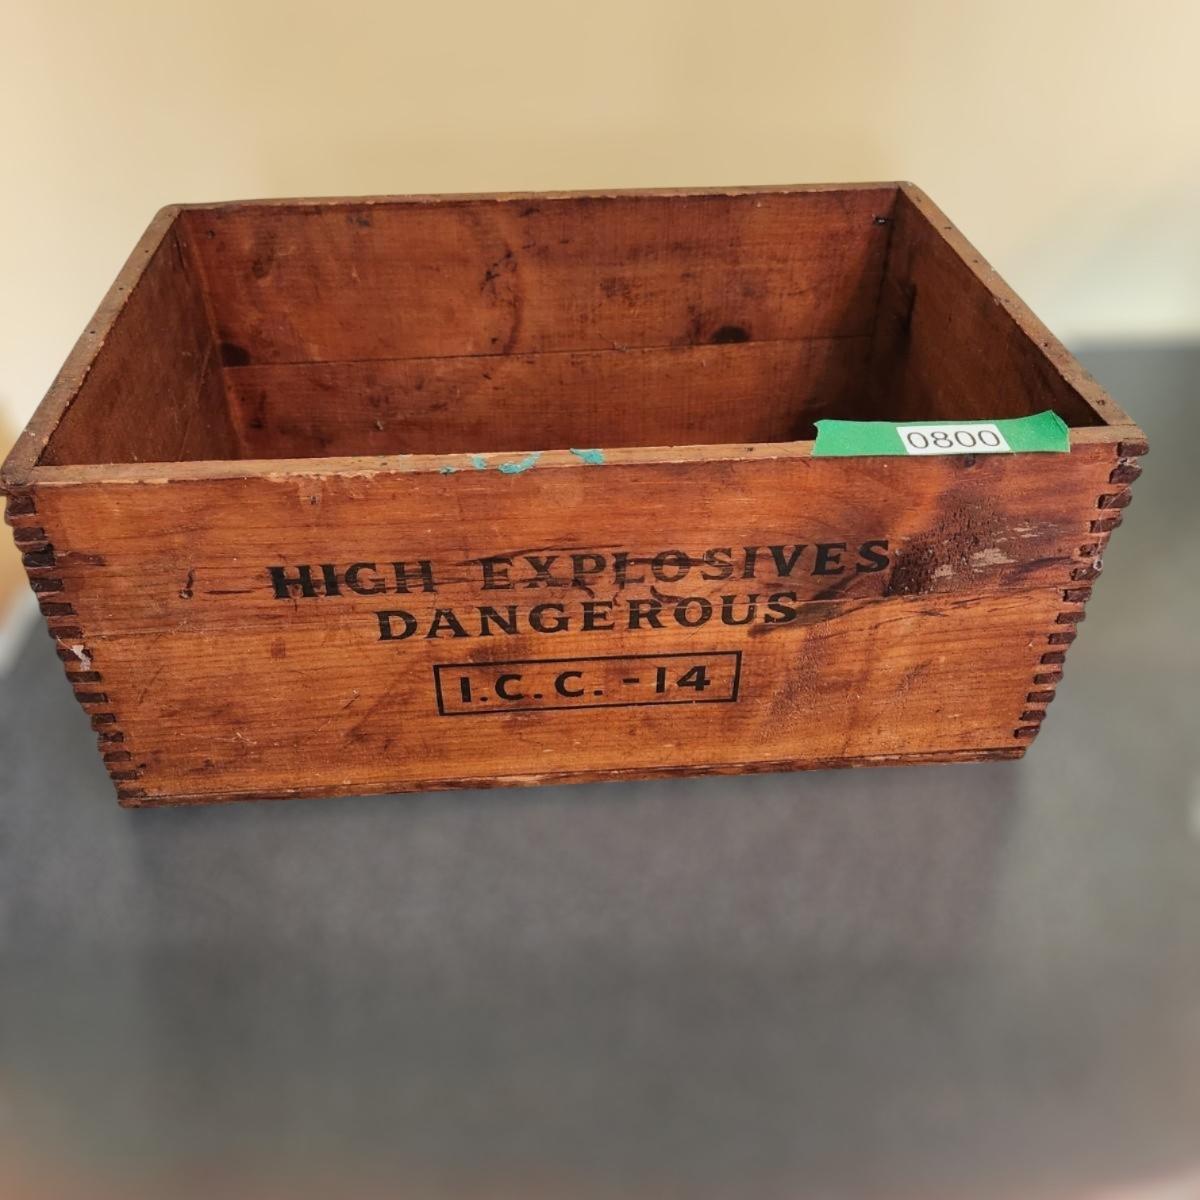 0800
HIGH EXPLOSIVES
DANGEROUS
I.C.C. -14